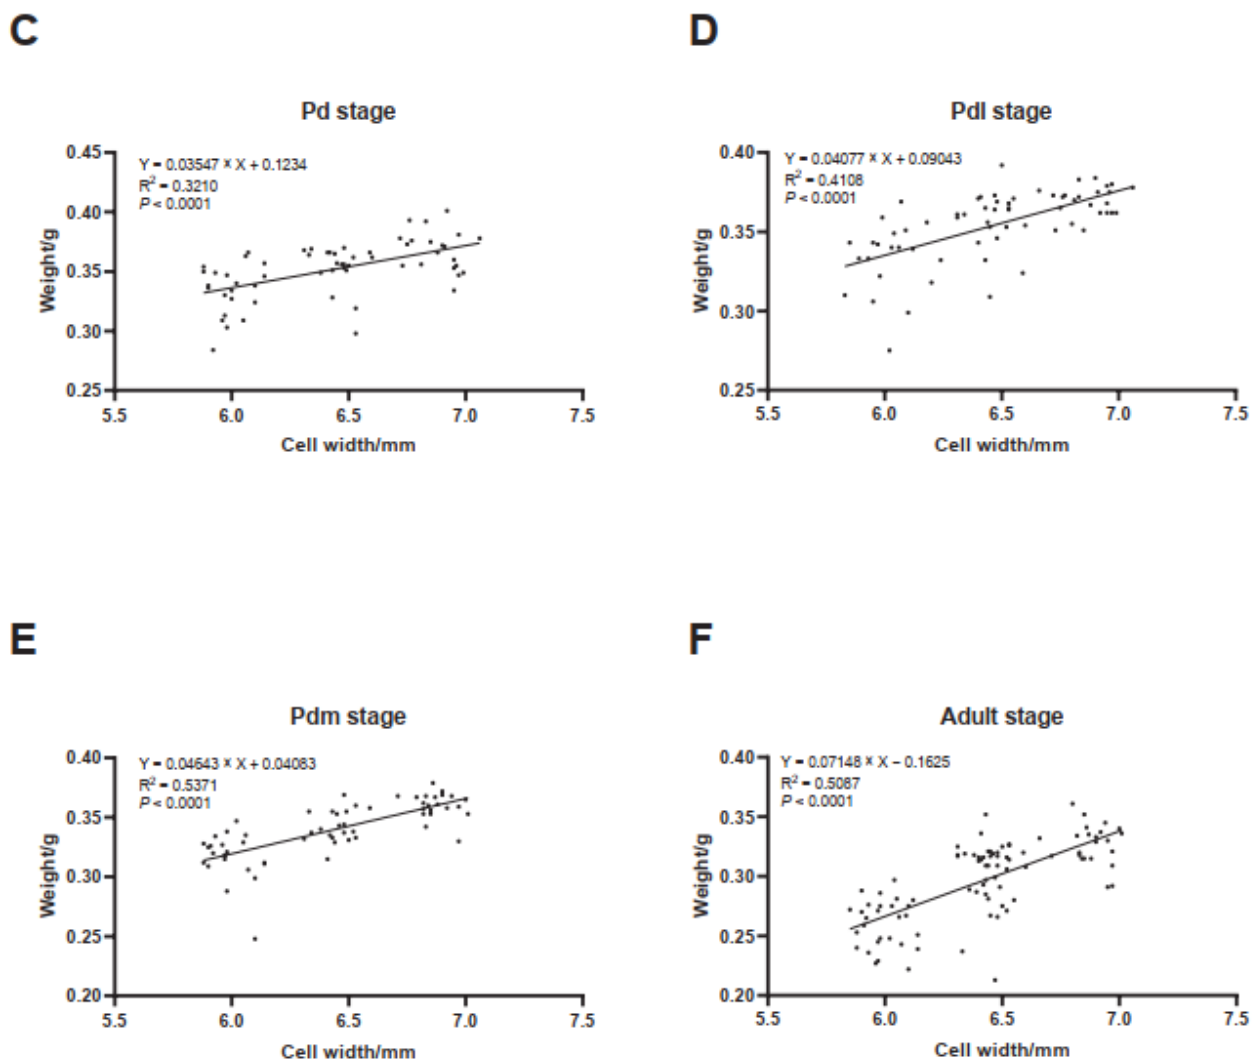 C
Pd stage
Y = 0.03547 × X + 0.1234
R² = 0.3210
P < 0.0001
0.45
0.40
0.35
0.30
0.25
Weight/g
5.5 6.0 6.5 7.0 7.5
Cell width/mm
D
Pdl stage
Y = 0.04077 × X + 0.09043
R² = 0.4108
P < 0.0001
0.40
0.35
0.30
0.25
Weight/g
5.5 6.0 6.5 7.0 7.5
Cell width/mm
E
Pdm stage
Y = 0.04643 × X + 0.04083
R² = 0.5371
P < 0.0001
0.40
0.35
0.30
0.25
0.20
Weight/g
5.5 6.0 6.5 7.0 7.5
Cell width/mm
F
Adult stage
Y = 0.07148 × X − 0.1625
R² = 0.5087
P < 0.0001
0.40
0.35
0.30
0.25
0.20
Weight/g
5.5 6.0 6.5 7.0 7.5
Cell width/mm